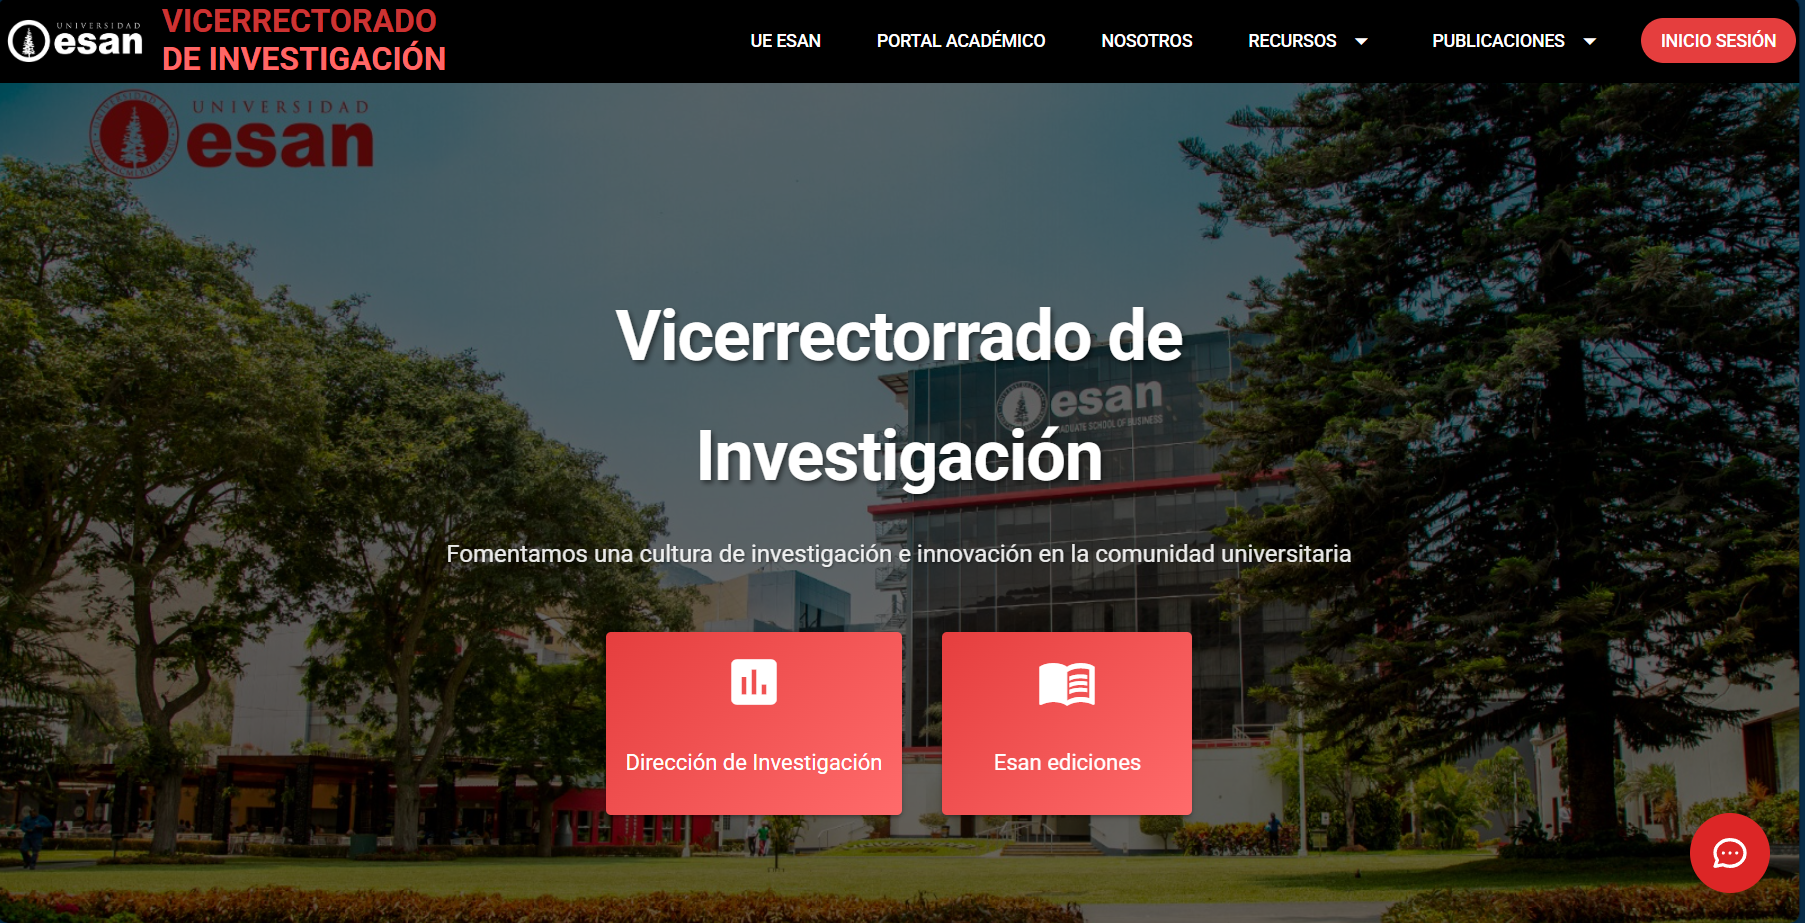 UNIVERSIDAD
esan
VICERRECTORADO
DE INVESTIGACIÓN
UE ESAN
PORTAL ACADÉMICO
NOSOTROS
RECURSOS
PUBLICACIONES
INICIO SESIÓN
UNIVERSIDAD
esan
Vicerrectorrado de
Investigación
esan
GRADUATE SCHOOL OF BUSINESS
Fomentamos una cultura de investigación e innovación en la comunidad universitaria
Dirección de Investigación
Esan ediciones